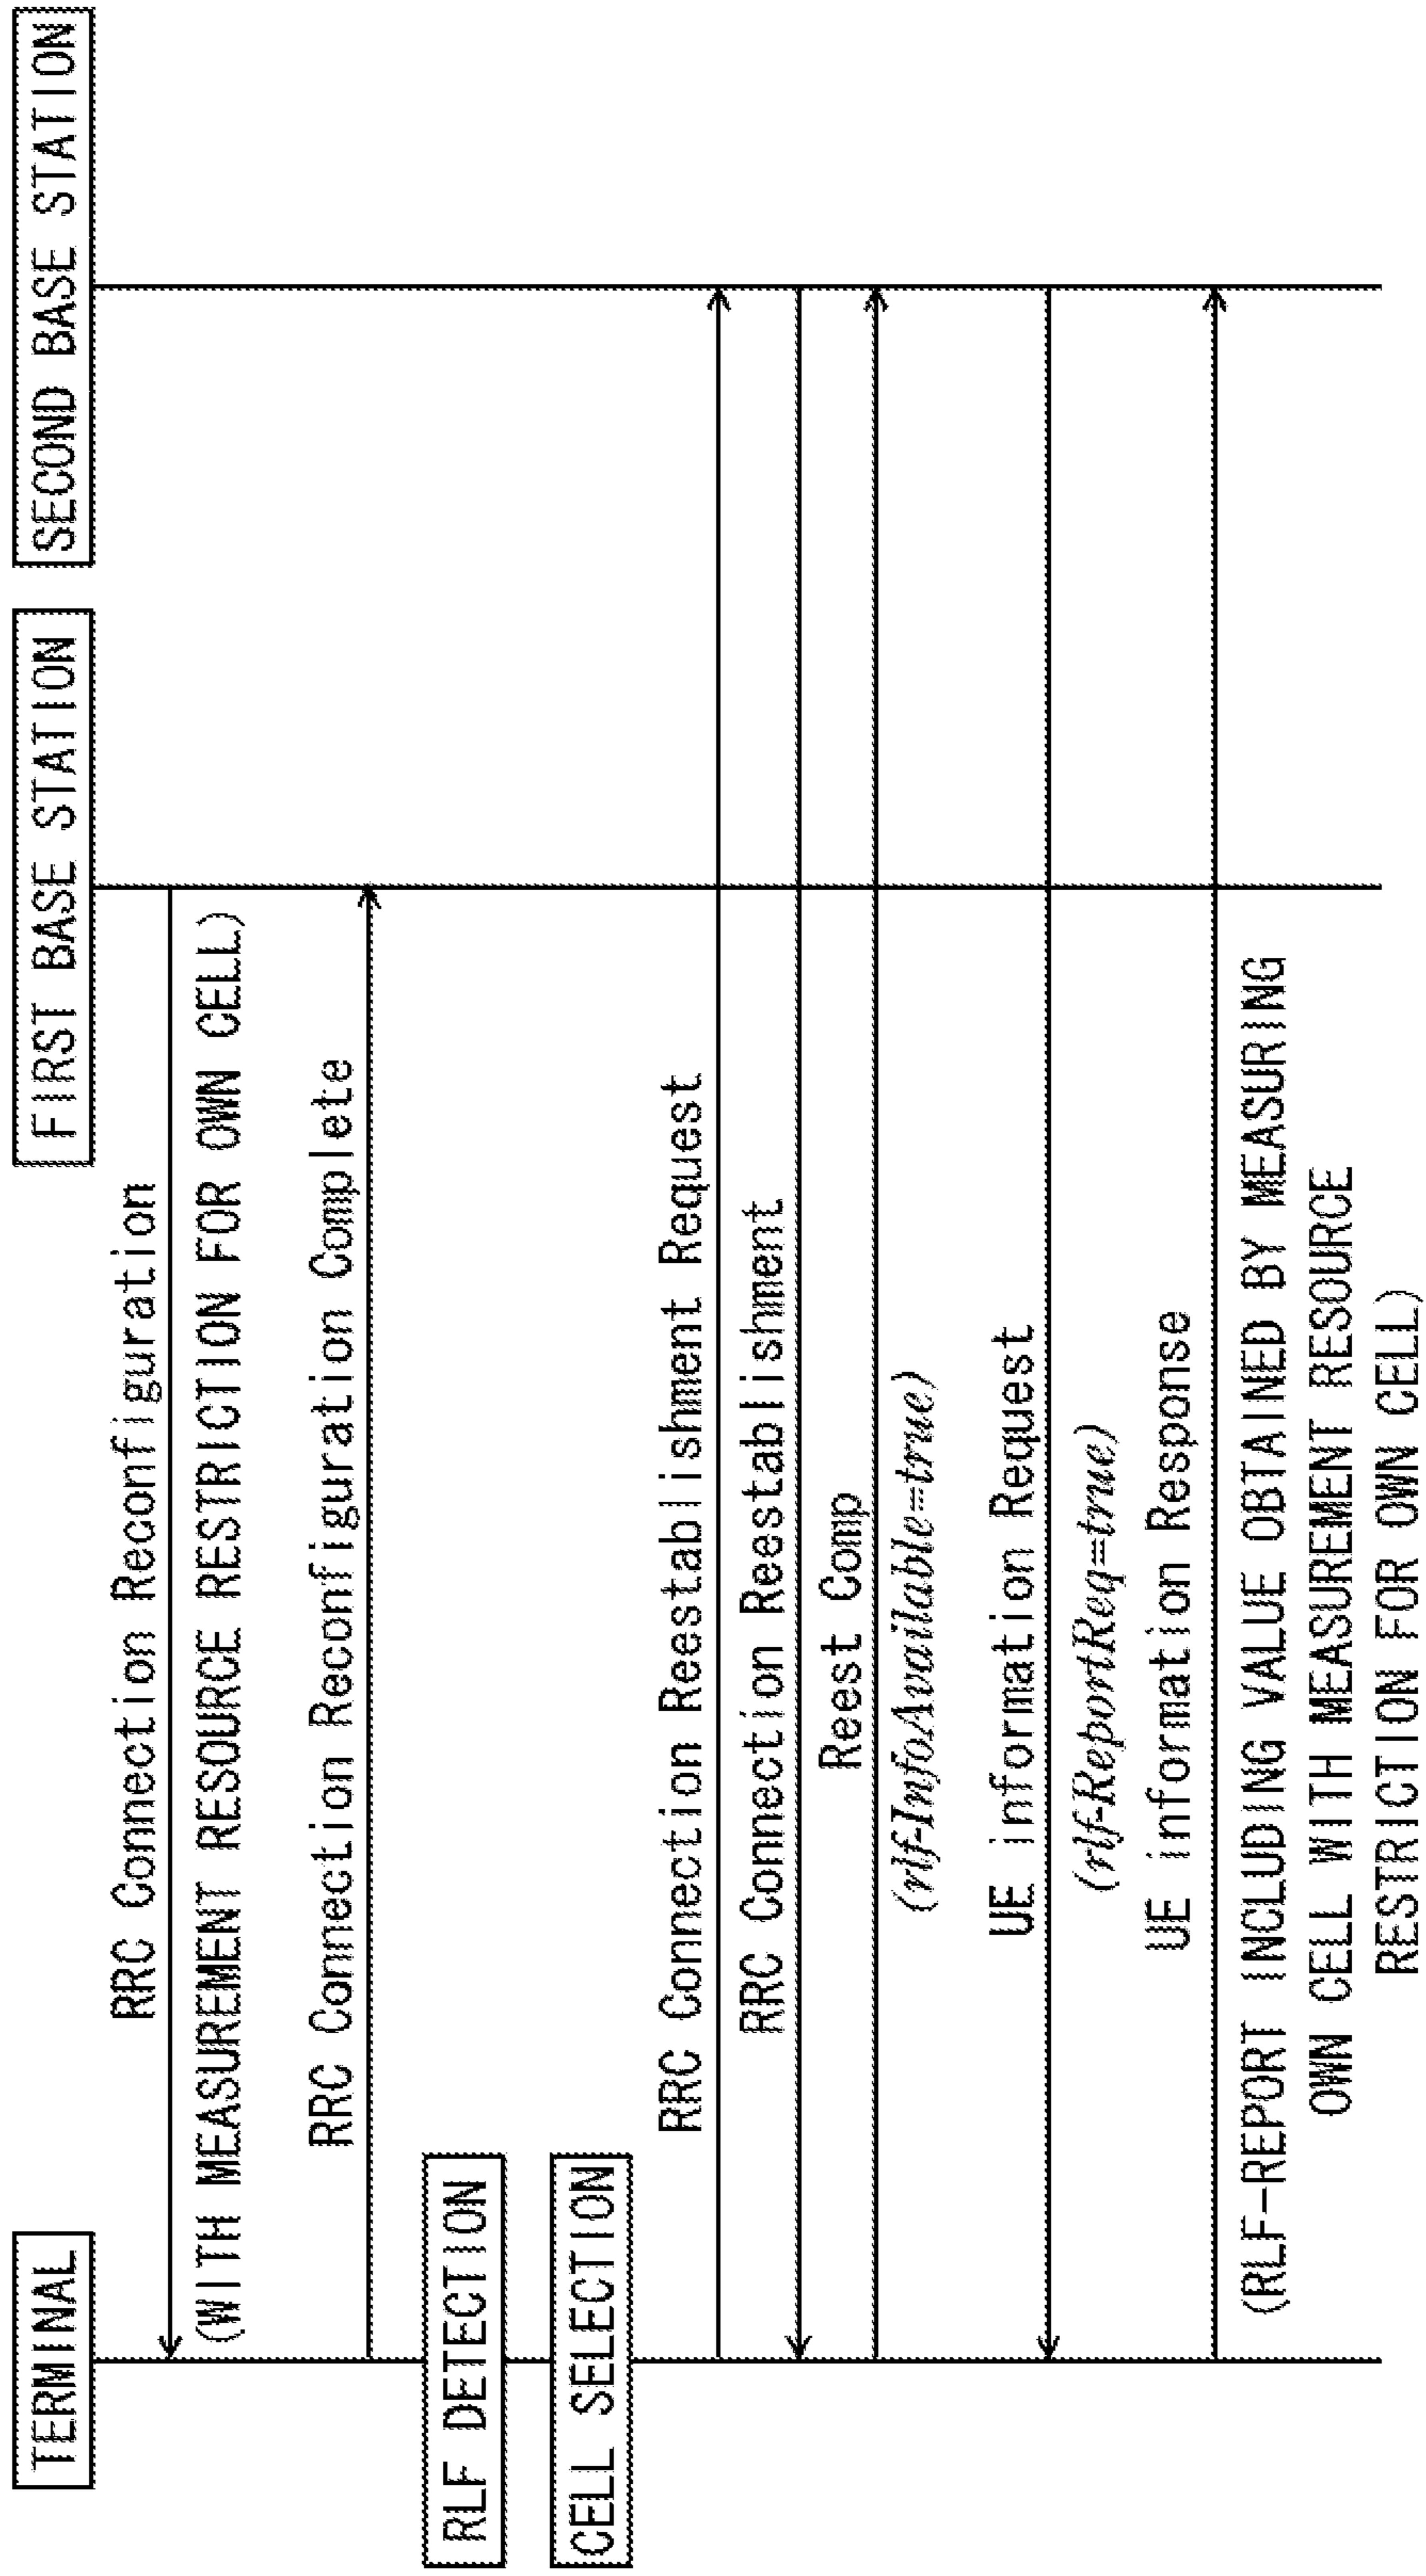 TERMINAL
FIRST BASE STATION
SECOND BASE STATION
RRC Connection Reconfiguration
(WITH MEASUREMENT RESOURCE RESTRICTION FOR OWN CELL)
RRC Connection Reconfiguration Complete
RLF DETECTION
CELL SELECTION
RRC Connection Reestablishment Request
RRC Connection Reestablishment
Reest Comp
(rlf-InfoAvailable=true)
UE information Request
(rlf-ReportReq=true)
UE information Response
(RLF-REPORT INCLUDING VALUE OBTAINED BY MEASURING
OWN CELL WITH MEASUREMENT RESOURCE
RESTRICTION FOR OWN CELL)